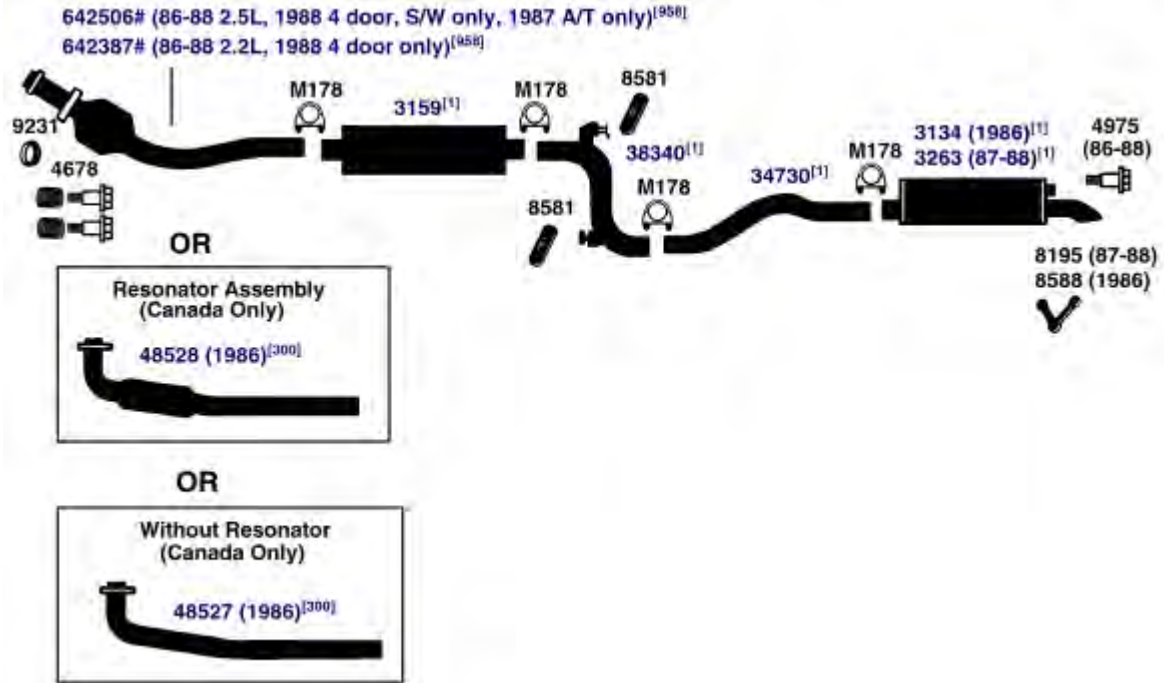 642506# (86-88 2.5L, 1988 4 door, S/W only, 1987 A/T only)[958]
642387# (86-88 2.2L, 1988 4 door only)[958]
M178
3159[1]
M178
8581
9231
4678
38340[1]
8581
M178
34730[1]
M178
3134 (1986)[1]
3263 (87-88)[1]
4975
(86-88)
8195 (87-88)
8588 (1986)
OR
Resonator Assembly
(Canada Only)
48528 (1986)[300]
OR
Without Resonator
(Canada Only)
48527 (1986)[300]